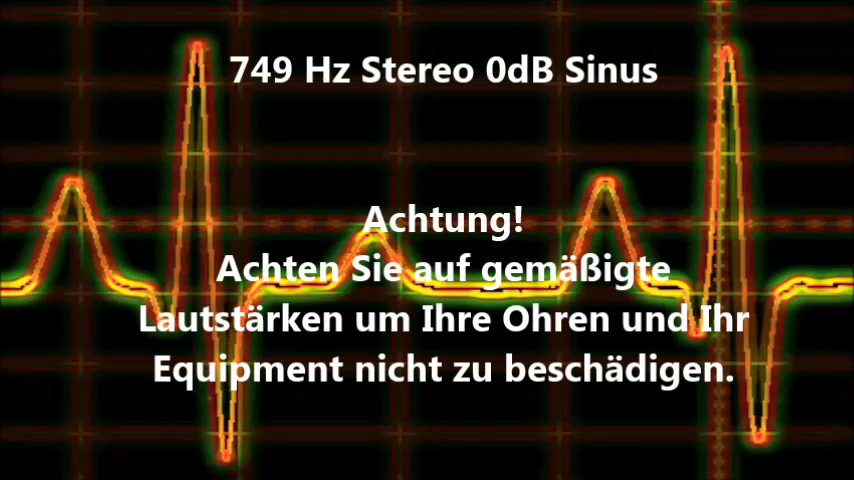 749 Hz Stereo 0dB Sinus
Achtung!
Achten Sie auf gemäßigte
Lautstärken um Ihre Ohren und Ihr
Equipment nicht zu beschädigen.